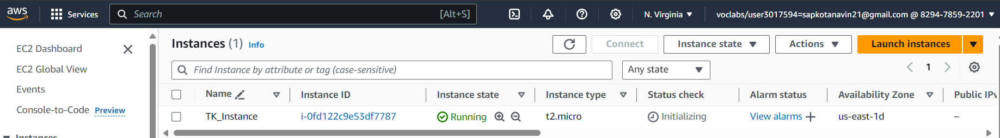 aws Services Search [Alt+S] N. Virginia voclabs/user3017594=sapkotanavin21@gmail.com @ 8294-7859-2201
EC2 Dashboard
EC2 Global View
Events
Console-to-Code Preview
Instances
Instances (1) Info Connect Instance state Actions Launch instances
Find Instance by attribute or tag (case-sensitive) Any state 1
Name Instance ID Instance state Instance type Status check Alarm status Availability Zone Public IPv
TK_Instance i-0fd122c9e53df7787 Running t2.micro Initializing View alarms + us-east-1d –